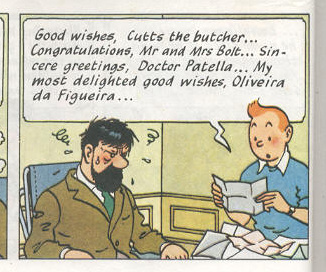 Good wishes, Cutts the butcher...
Congratulations, Mr and Mrs Bolt... Sin-
cere greetings, Doctor Patella... My
most delighted good wishes, Oliveira
da Figueira...